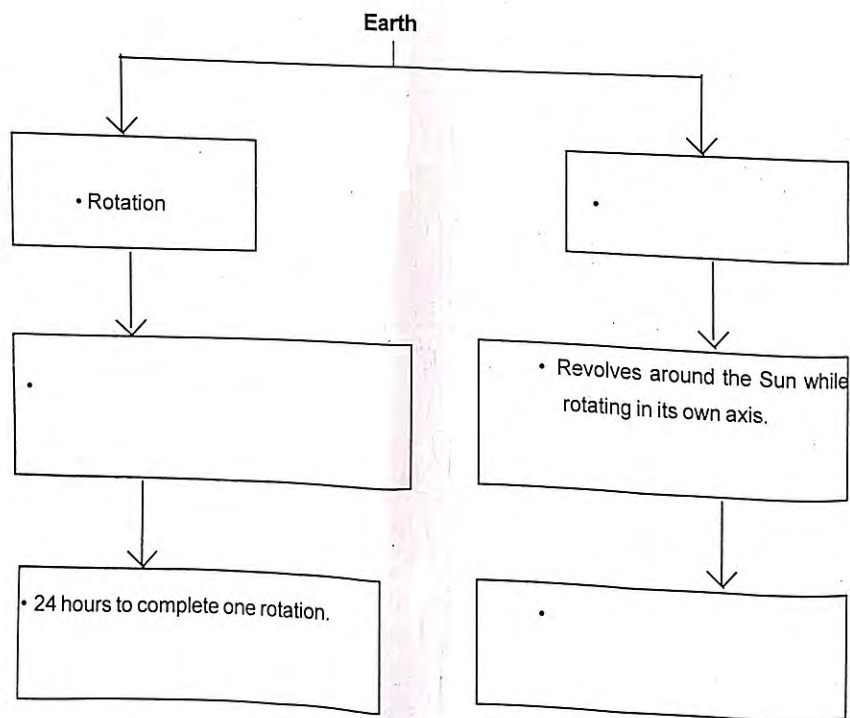 Earth
• Rotation
•
•
• Revolves around the Sun while
rotating in its own axis.
• 24 hours to complete one rotation.
•